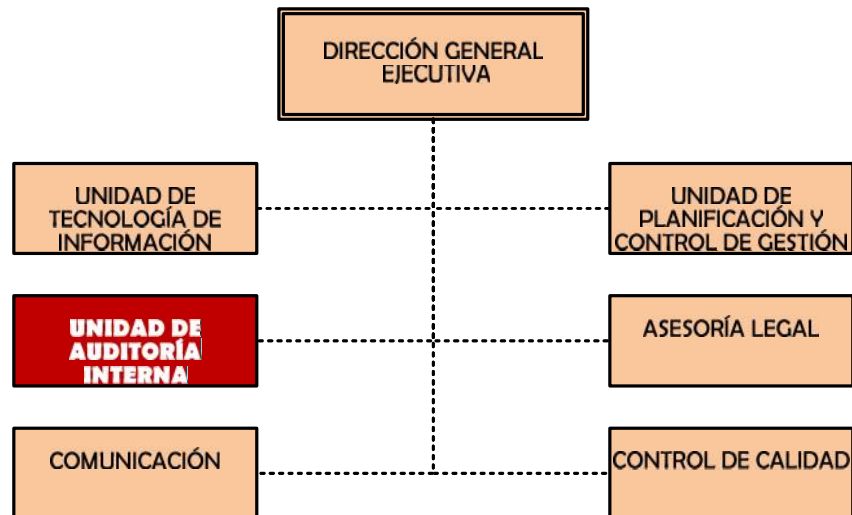 DIRECCIÓN GENERAL
EJECUTIVA
UNIDAD DE
TECNOLOGÍA DE
INFORMACIÓN
UNIDAD DE
PLANIFICACIÓN Y
CONTROL DE GESTIÓN
UNIDAD DE
AUDITORÍA
INTERNA
ASESORÍA LEGAL
COMUNICACIÓN
CONTROL DE CALIDAD